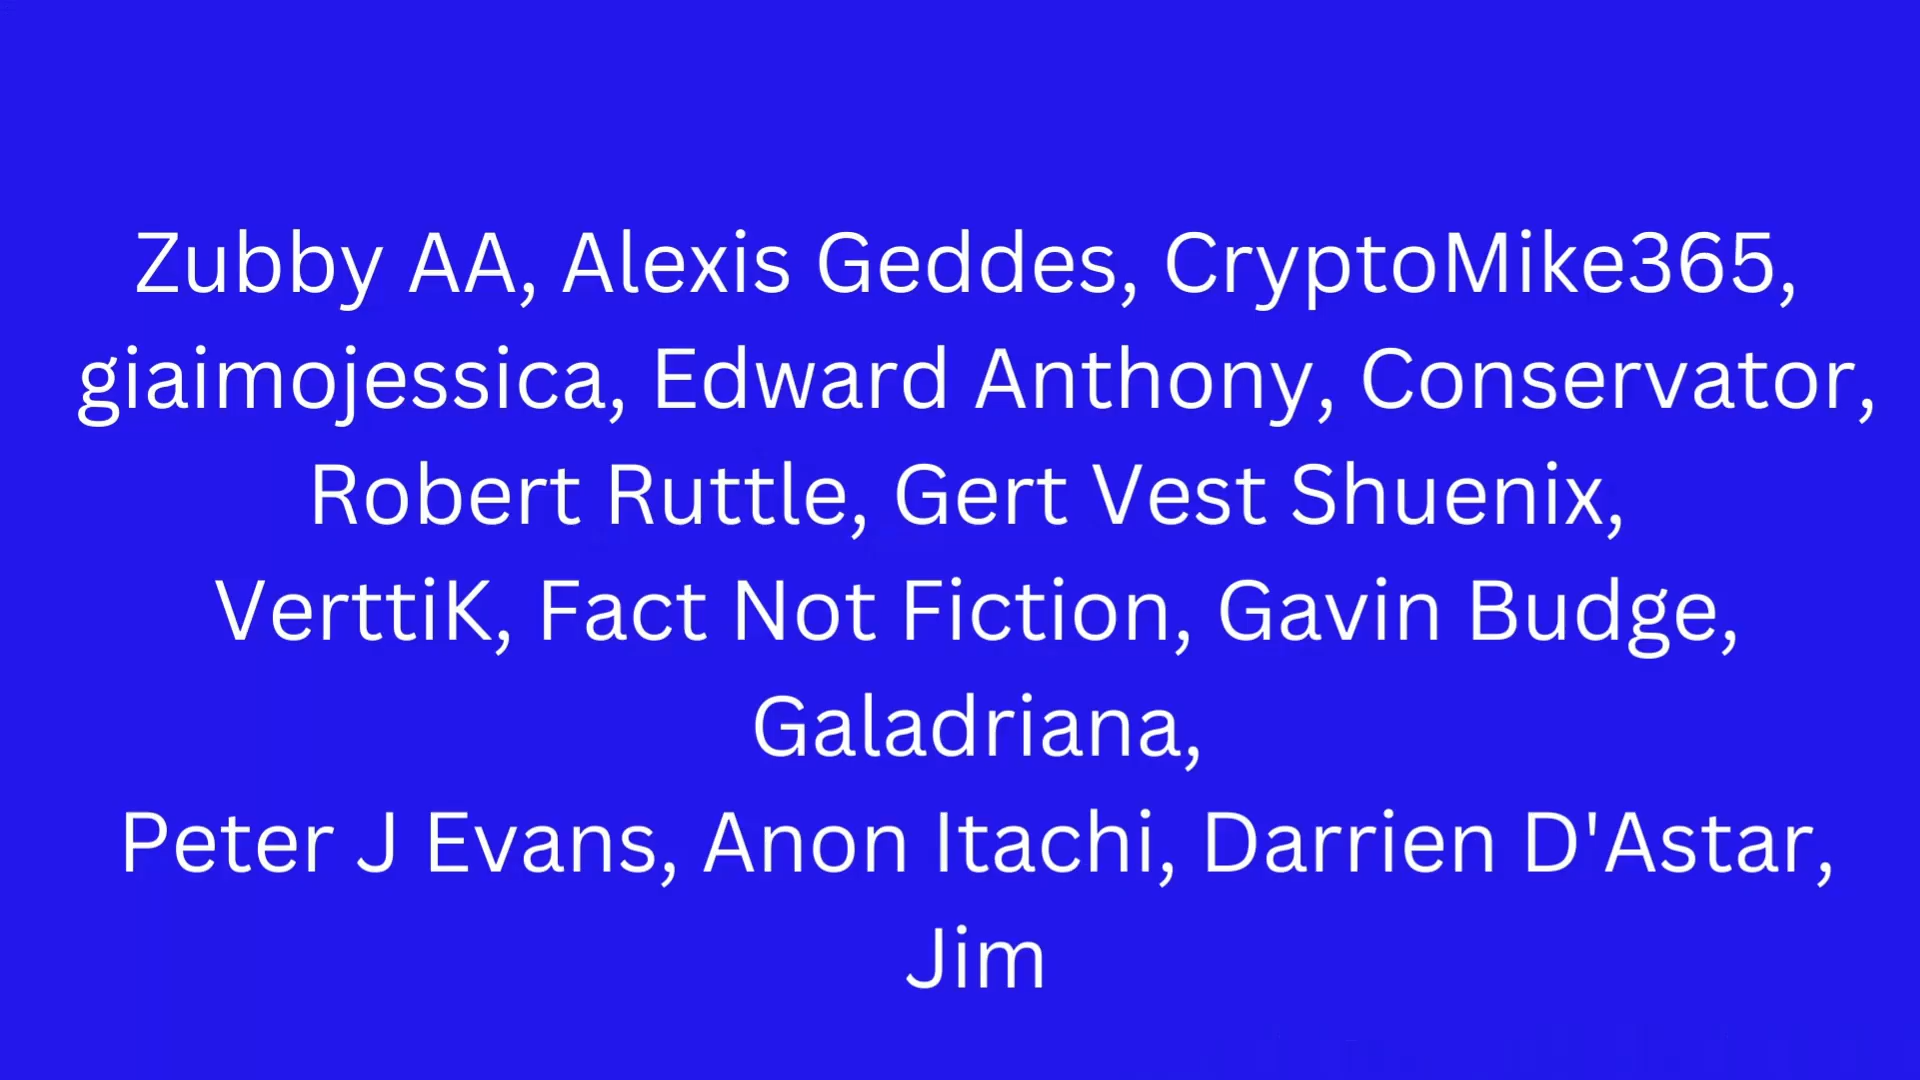 Zubby AA, Alexis Geddes, CryptoMike365,
giaimojessica, Edward Anthony, Conservator,
Robert Ruttle, Gert Vest Shuenix,
VerttiK, Fact Not Fiction, Gavin Budge,
Galadriana,
Peter J Evans, Anon Itachi, Darrien D'Astar,
Jim